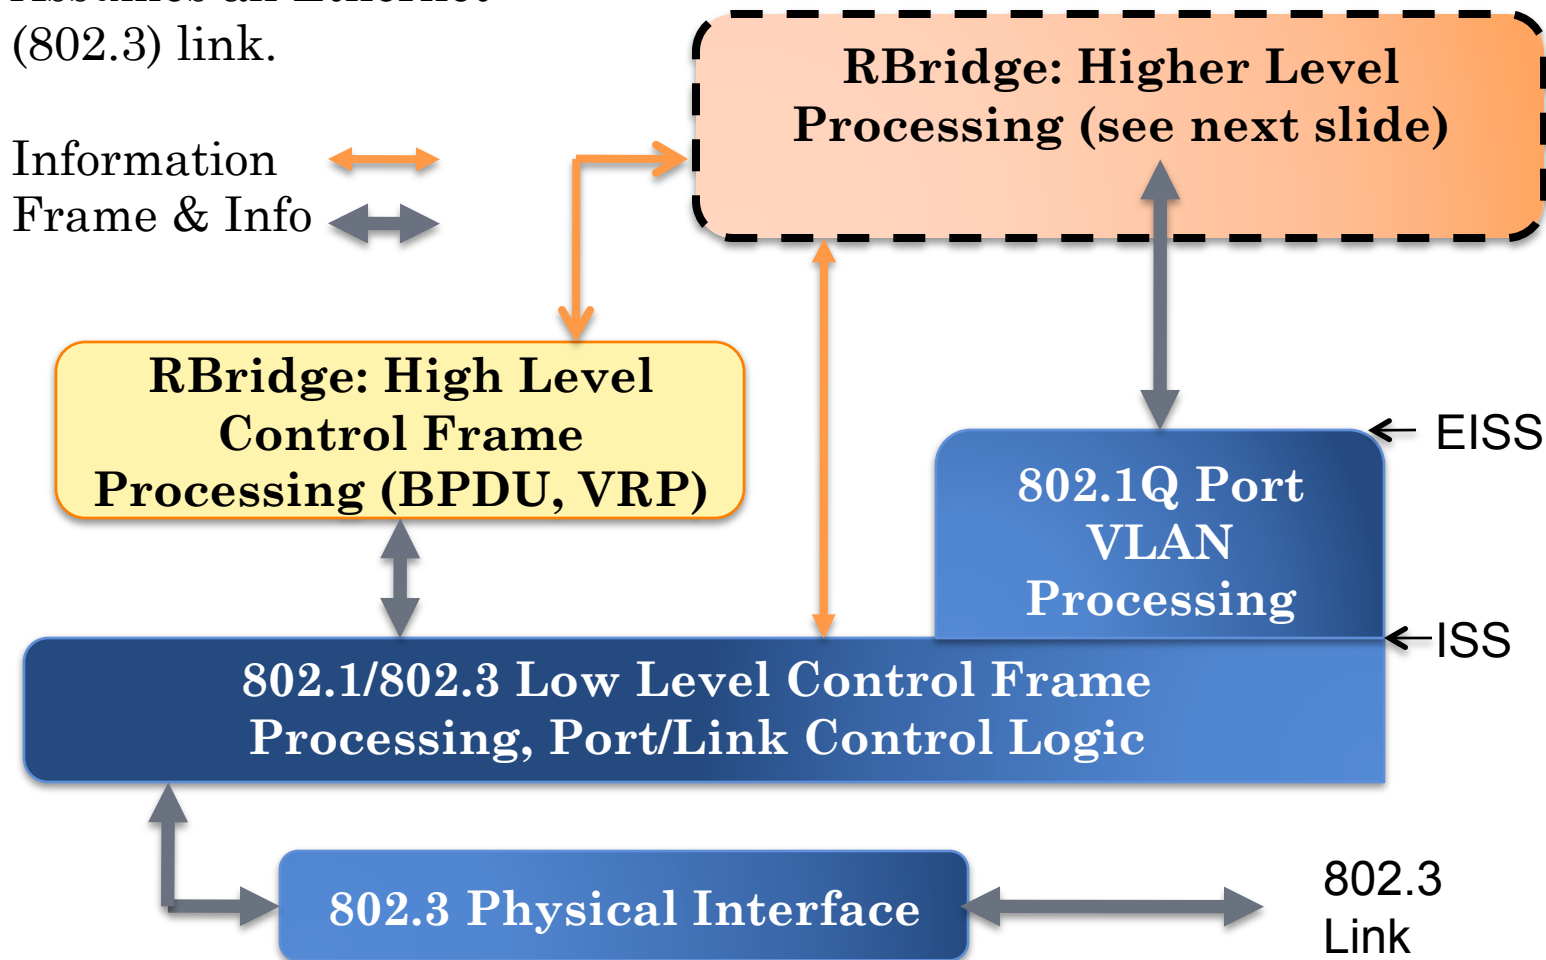 (802.3) link.
Information
Frame & Info
RBridge: Higher Level
Processing (see next slide)
RBridge: High Level
Control Frame
Processing (BPDU, VRP)
EISS
802.1Q Port
VLAN
Processing
ISS
802.1/802.3 Low Level Control Frame
Processing, Port/Link Control Logic
802.3 Physical Interface
802.3
Link